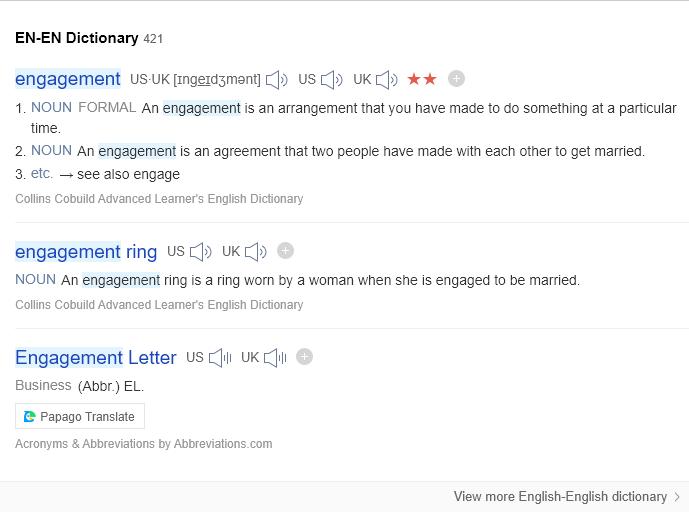 EN-EN Dictionary 421
engagement US·UK [ɪngeɪdʒmənt] US UK ★★
1. NOUN FORMAL An engagement is an arrangement that you have made to do something at a particular
time.
2. NOUN An engagement is an agreement that two people have made with each other to get married.
3. etc. → see also engage
Collins Cobuild Advanced Learner's English Dictionary
engagement ring US UK
NOUN An engagement ring is a ring worn by a woman when she is engaged to be married.
Collins Cobuild Advanced Learner's English Dictionary
Engagement Letter US UK
Business (Abbr.) EL.
Papago Translate
Acronyms & Abbreviations by Abbreviations.com
View more English-English dictionary >